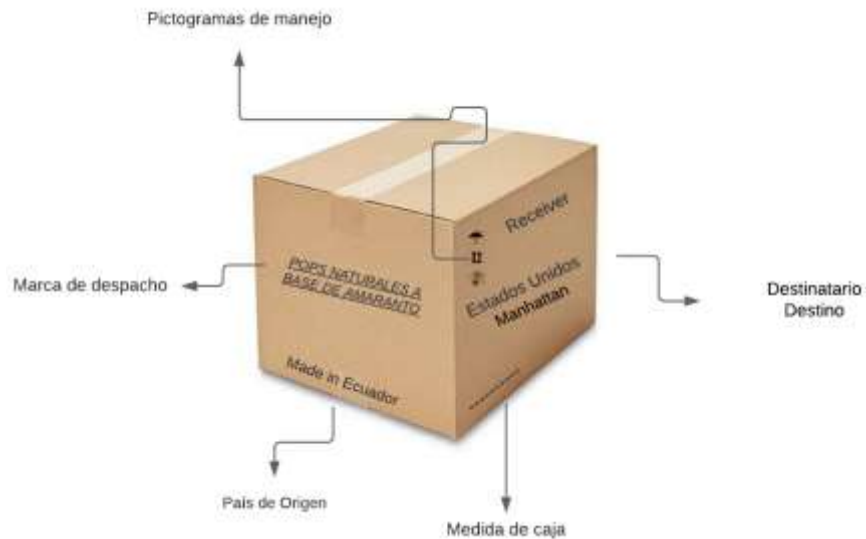 Pictogramas de manejo
Receiver
POPS NATURALES A
BASE DE AMARANTO
Estados Unidos
Manhattan
Marca de despacho
Destinatario
Destino
Made in Ecuador
País de Origen
Medida de caja